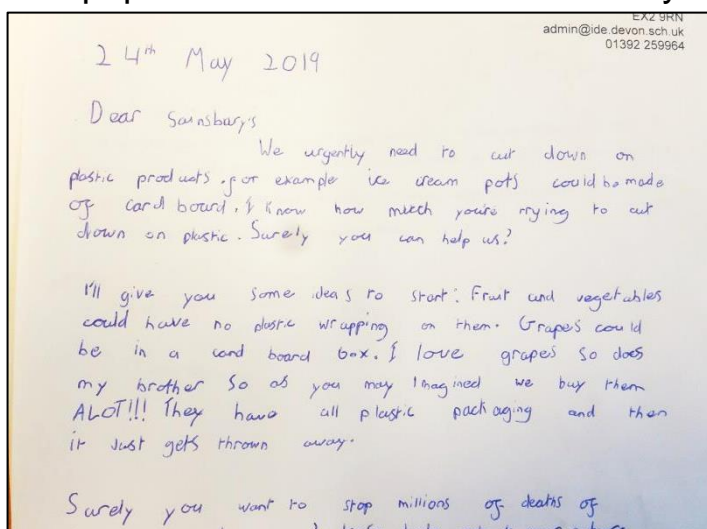 EX2 9RN
admin@ide.devon.sch.uk
01392 259964
24th May 2019
Dear Sainsbury's
We urgently need to cut down on
plastic products. for example ice cream pots could be made
of card board. I know how much you're trying to cut
down on plastic. Surely you can help us?
I'll give you some ideas to start: Fruit and vegetables
could have no plastic wrapping on them. Grapes could
be in a card board box. I love grapes so does
my brother so as you may Imagined we buy them
ALOT!!! They have all plastic packaging and then
it Just gets thrown away.
Surely you want to stop millions of deaths of